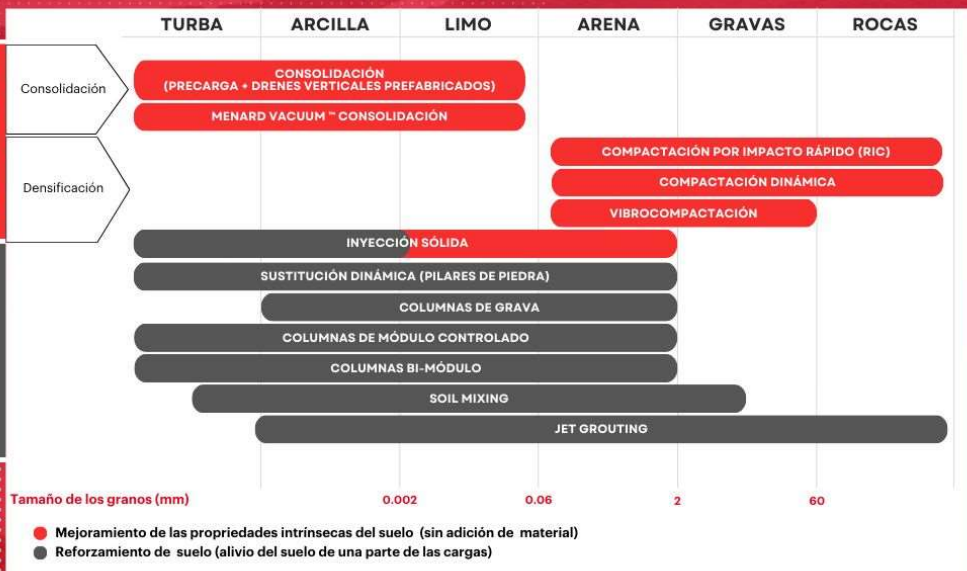 TURBA ARCILLA LIMO ARENA GRAVAS ROCAS
Consolidación
CONSOLIDACIÓN
(PRECARGA + DRENES VERTICALES PREFABRICADOS)
MENARD VACUUM ™ CONSOLIDACIÓN
Densificación
COMPACTACIÓN POR IMPACTO RÁPIDO (RIC)
COMPACTACIÓN DINÁMICA
VIBROCOMPACTACIÓN
INYECCIÓN SÓLIDA
SUSTITUCIÓN DINÁMICA (PILARES DE PIEDRA)
COLUMNAS DE GRAVA
COLUMNAS DE MÓDULO CONTROLADO
COLUMNAS BI-MÓDULO
SOIL MIXING
JET GROUTING
Tamaño de los granos (mm) 0.002 0.06 2 60
Mejoramiento de las propriedades intrínsecas del suelo (sin adición de material)
Reforzamiento de suelo (alivio del suelo de una parte de las cargas)